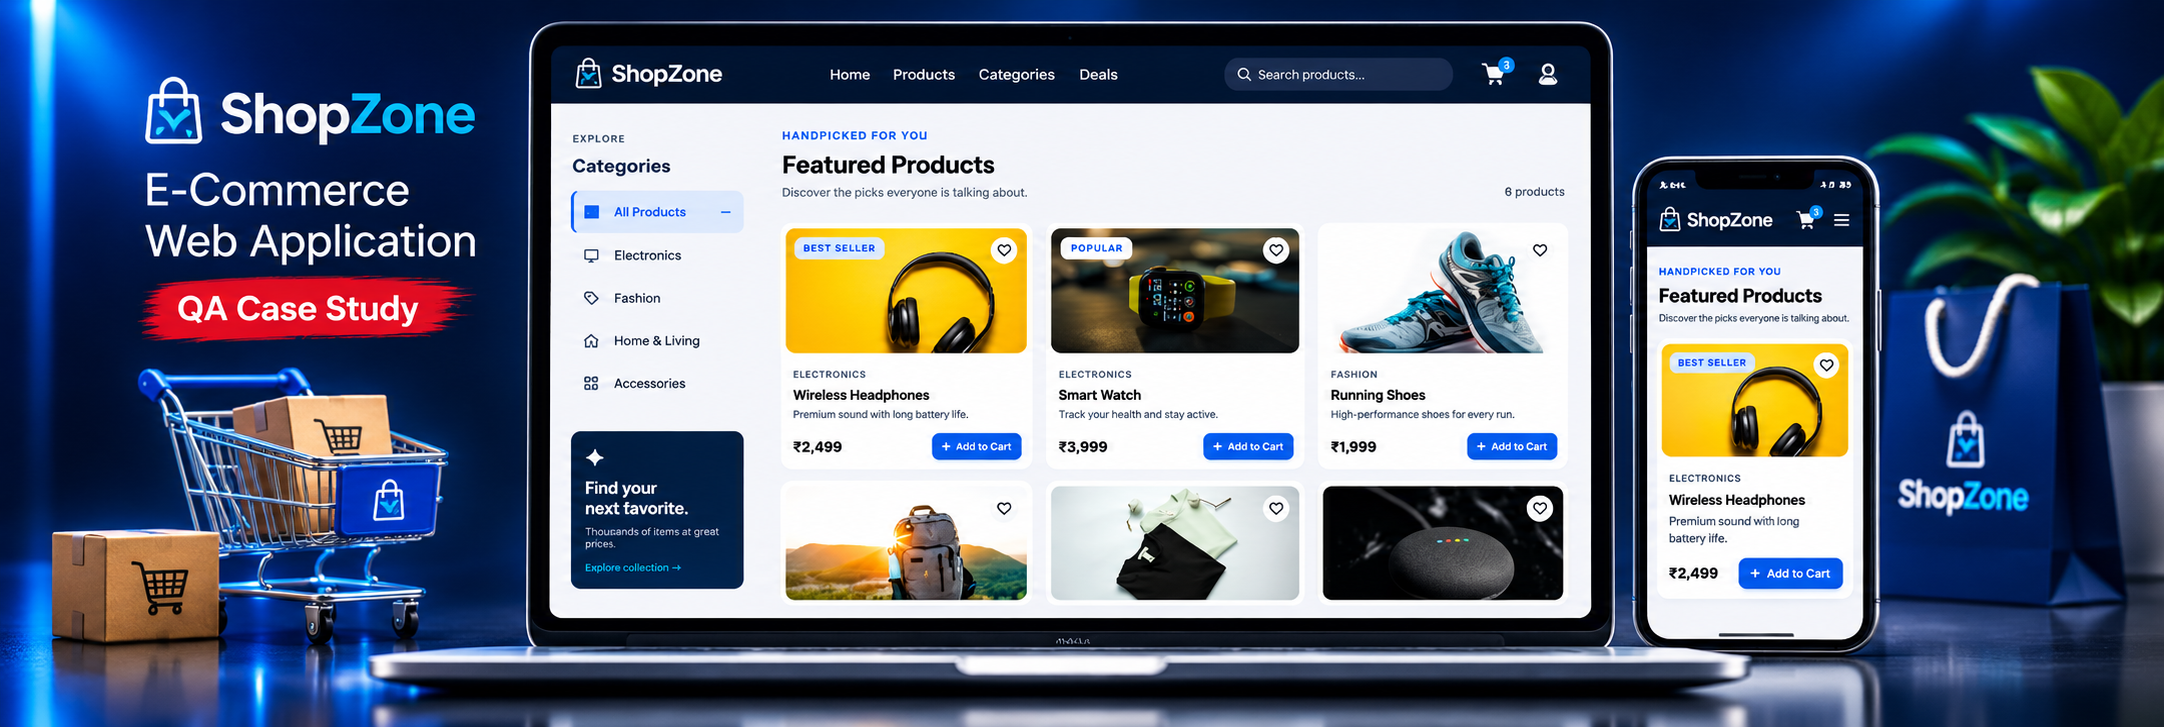 ShopZone
E-Commerce
Web Application
QA Case Study
ShopZone
Home
Products
Categories
Deals
Search products...
3
EXPLORE
Categories
All Products
Electronics
Fashion
Home & Living
Accessories
Find your
next favorite.
Thousands of items at great
prices.
Explore collection →
HANDPICKED FOR YOU
Featured Products
Discover the picks everyone is talking about.
6 products
BEST SELLER
ELECTRONICS
Wireless Headphones
Premium sound with long battery life.
₹2,499
+ Add to Cart
POPULAR
ELECTRONICS
Smart Watch
Track your health and stay active.
₹3,999
+ Add to Cart
FASHION
Running Shoes
High-performance shoes for every run.
₹1,999
+ Add to Cart
ShopZone
3
HANDPICKED FOR YOU
Featured Products
Discover the picks everyone is talking about.
BEST SELLER
ELECTRONICS
Wireless Headphones
Premium sound with long
battery life.
₹2,499
+ Add to Cart
ShopZone